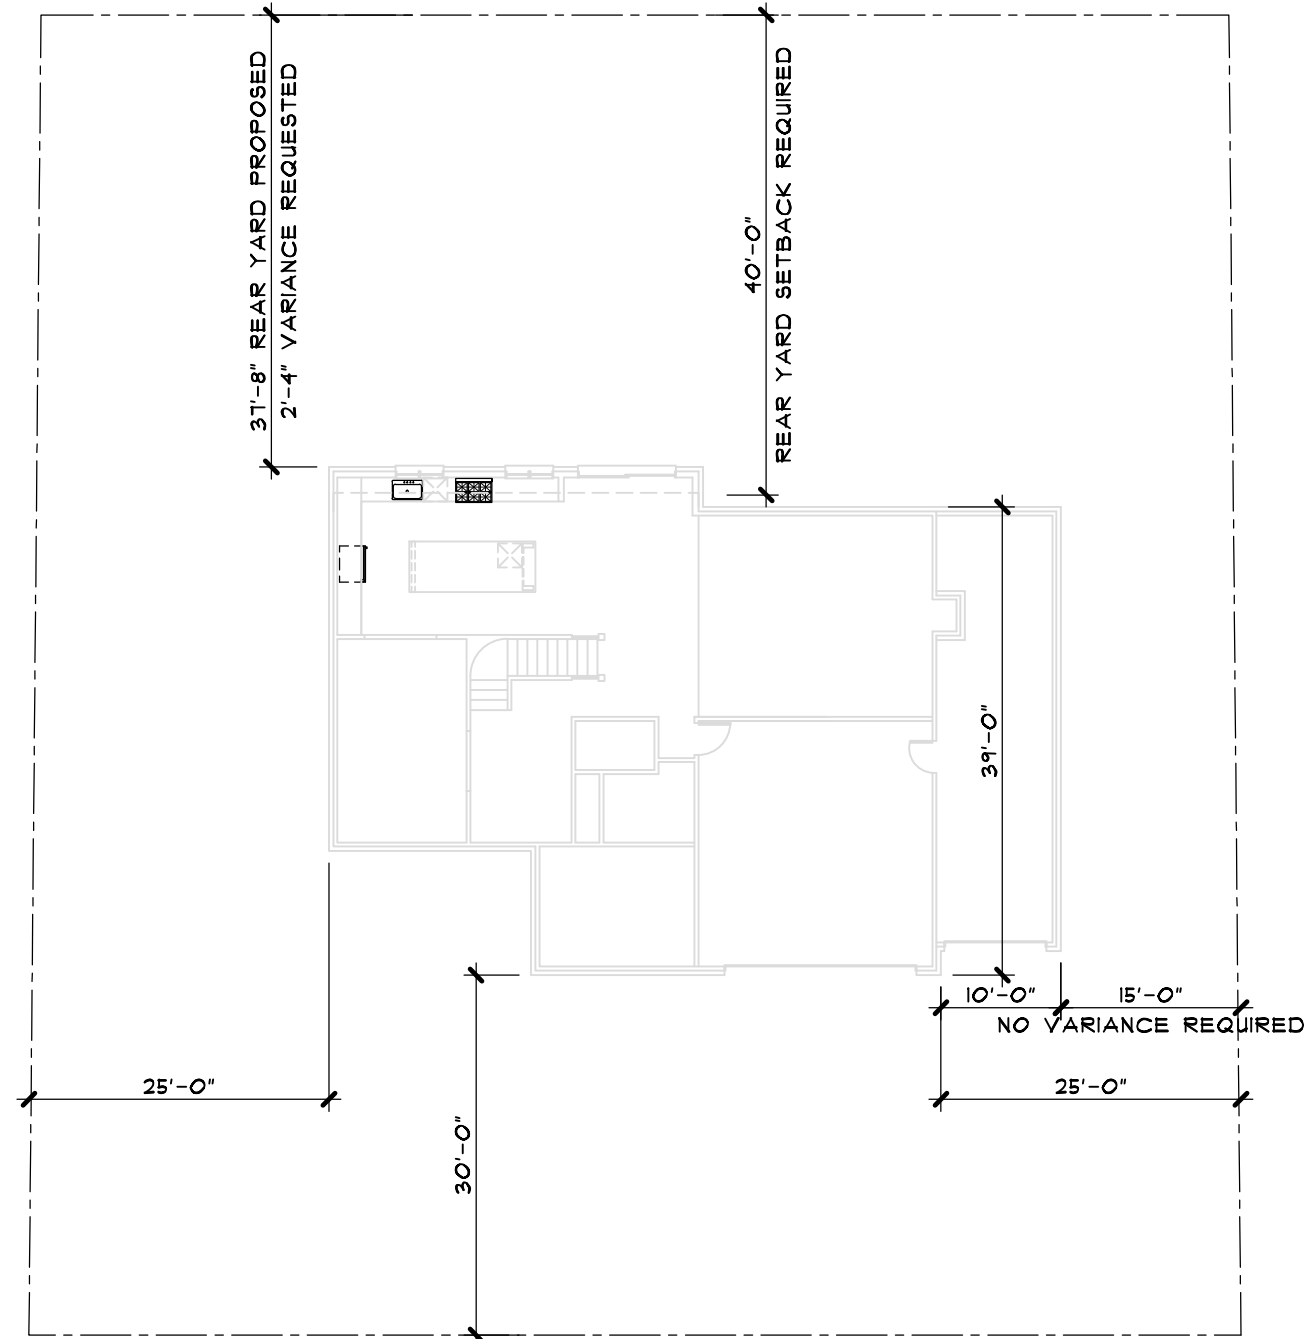 37'-8" REAR YARD PROPOSED
2'-4" VARIANCE REQUESTED
40'-0"
REAR YARD SETBACK REQUIRED
39'-0"
10'-0"
15'-0"
NO VARIANCE REQUIRED
25'-0"
25'-0"
30'-0"